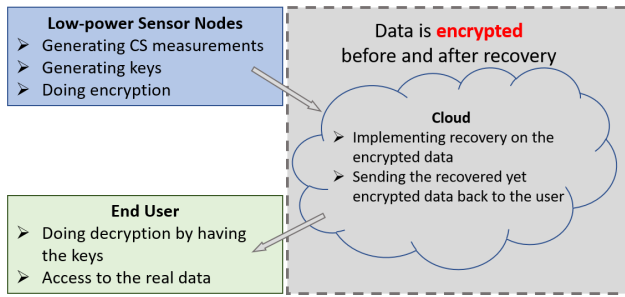 Low-power Sensor Nodes
➢ Generating CS measurements
➢ Generating keys
➢ Doing encryption
Data is encrypted
before and after recovery
Cloud
➢ Implementing recovery on the
encrypted data
➢ Sending the recovered yet
encrypted data back to the user
End User
➢ Doing decryption by having
the keys
➢ Access to the real data